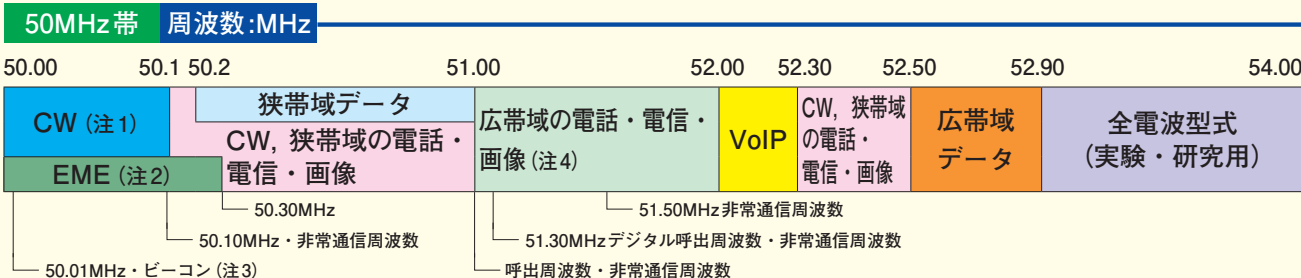 50MHz帯 周波数:MHz
50.00 50.1 50.2 51.00 52.00 52.30 52.50 52.90 54.00
CW (注1)
EME (注2)
狭帯域データ
CW, 狭帯域の電話・
電信・画像
広帯域の電話・電信・
画像 (注4)
VoIP
CW, 狭帯域
の電話・
電信・画像
広帯域
データ
全電波型式
(実験・研究用)
50.30MHz
51.50MHz非常通信周波数
50.10MHz・非常通信周波数
51.30MHzデジタル呼出周波数・非常通信周波数
50.01MHz・ビーコン (注3)
呼出周波数・非常通信周波数